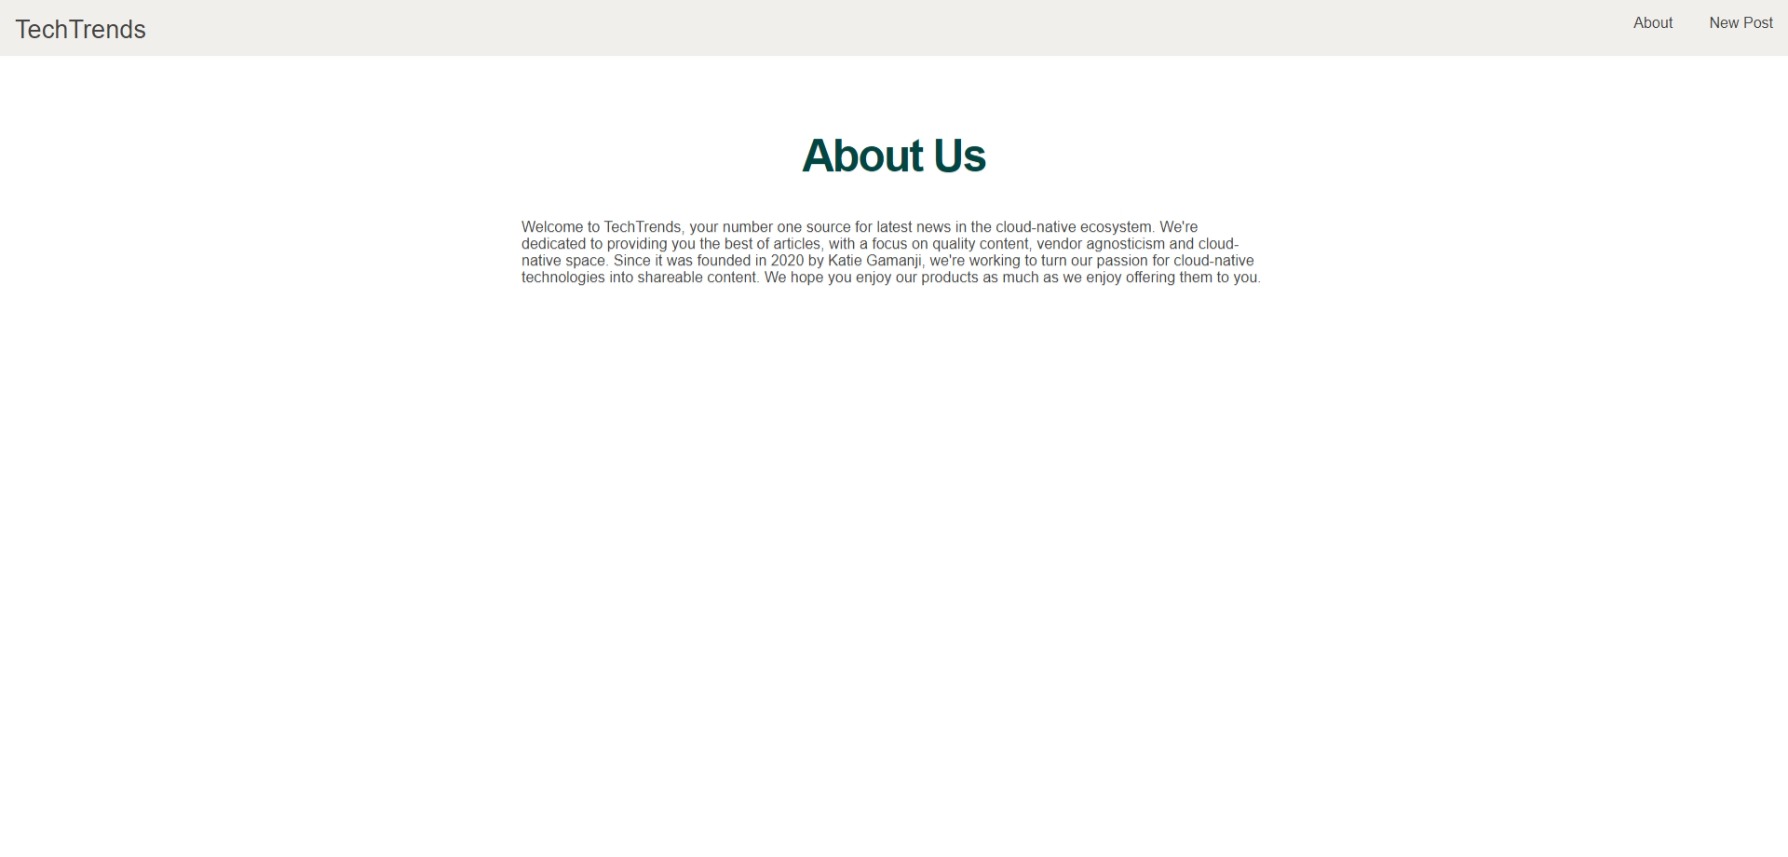 TechTrends
About
New Post
About Us
Welcome to TechTrends, your number one source for latest news in the cloud-native ecosystem. We're
dedicated to providing you the best of articles, with a focus on quality content, vendor agnosticism and cloud-
native space. Since it was founded in 2020 by Katie Gamanji, we're working to turn our passion for cloud-native
technologies into shareable content. We hope you enjoy our products as much as we enjoy offering them to you.